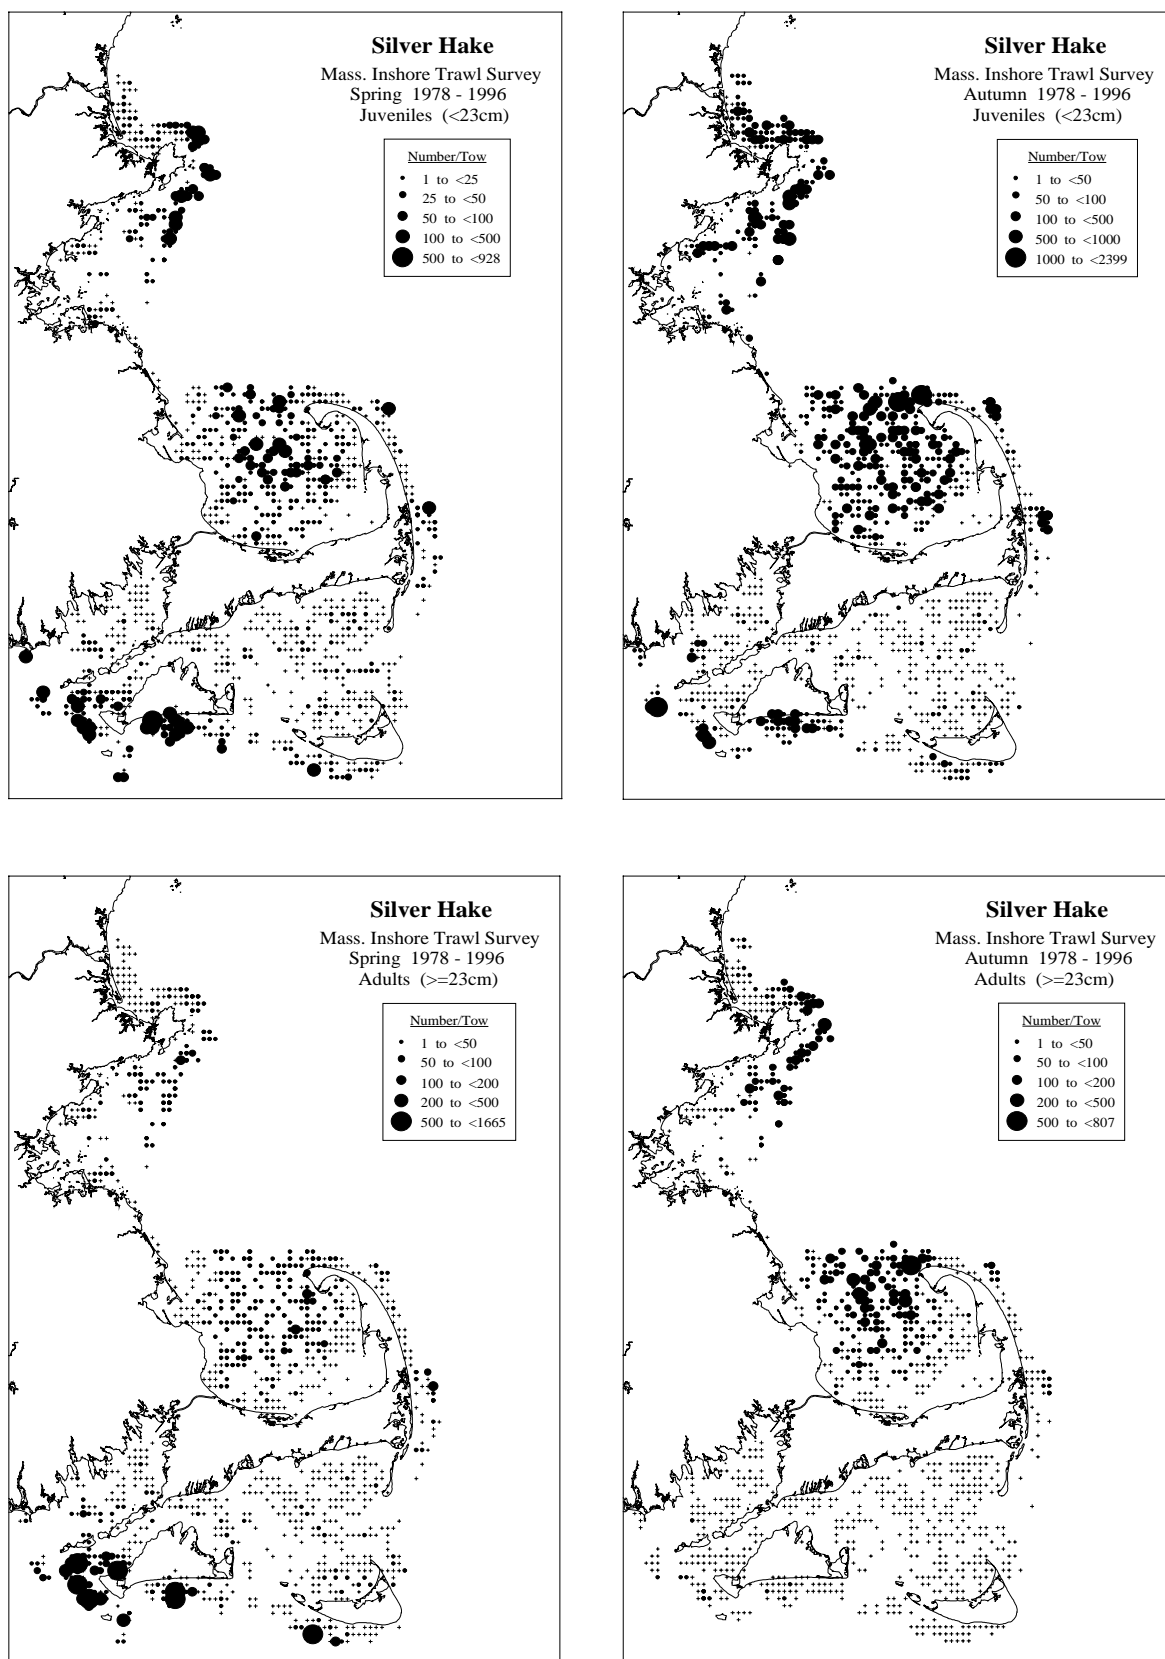 Silver Hake
Mass. Inshore Trawl Survey
Spring 1978 - 1996
Juveniles (<23cm)
Number/Tow
1 to <25
25 to <50
50 to <100
100 to <500
500 to <928
Silver Hake
Mass. Inshore Trawl Survey
Autumn 1978 - 1996
Juveniles (<23cm)
Number/Tow
1 to <50
50 to <100
100 to <500
500 to <1000
1000 to <2399
Silver Hake
Mass. Inshore Trawl Survey
Spring 1978 - 1996
Adults (>=23cm)
Number/Tow
1 to <50
50 to <100
100 to <200
200 to <500
500 to <1665
Silver Hake
Mass. Inshore Trawl Survey
Autumn 1978 - 1996
Adults (>=23cm)
Number/Tow
1 to <50
50 to <100
100 to <200
200 to <500
500 to <807